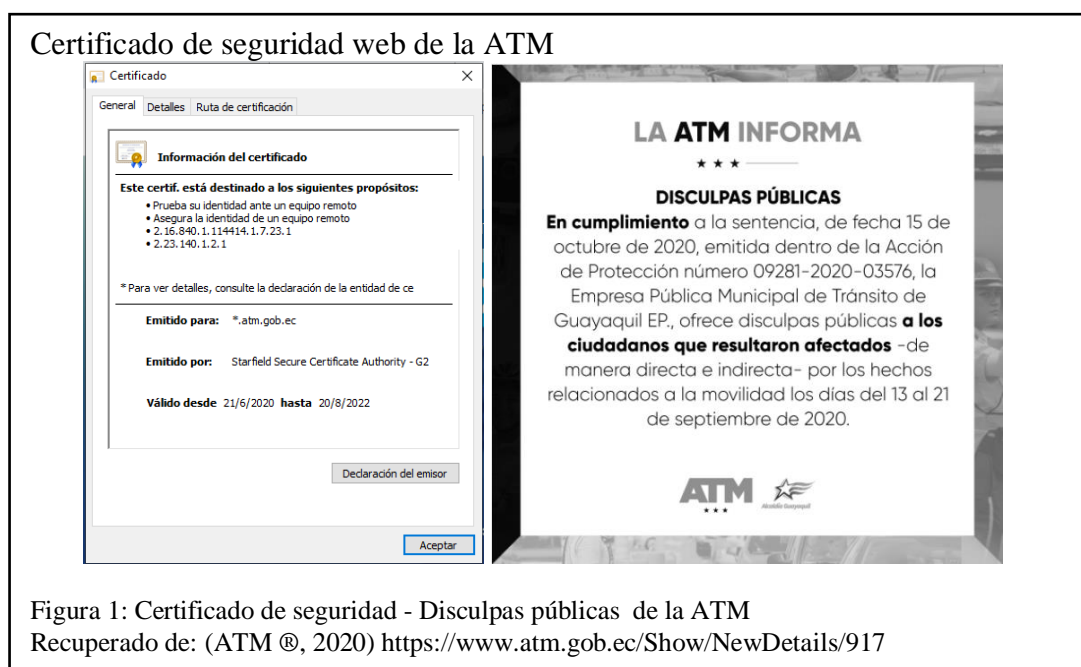 Certificado de seguridad web de la ATM
Certificado
General Detalles Ruta de certificación
Información del certificado
Este certif. está destinado a los siguientes propósitos:
• Prueba su identidad ante un equipo remoto
• Asegura la identidad de un equipo remoto
• 2.16.840.1.114414.1.7.23.1
• 2.23.140.1.2.1
* Para ver detalles, consulte la declaración de la entidad de ce
Emitido para: *.atm.gob.ec
Emitido por: Starfield Secure Certificate Authority - G2
Válido desde 21/6/2020 hasta 20/8/2022
Declaración del emisor
Aceptar
LA ATM INFORMA
DISCULPAS PÚBLICAS
En cumplimiento a la sentencia, de fecha 15 de
octubre de 2020, emitida dentro de la Acción
de Protección número 09281-2020-03576, la
Empresa Pública Municipal de Tránsito de
Guayaquil EP., ofrece disculpas públicas a los
ciudadanos que resultaron afectados -de
manera directa e indirecta- por los hechos
relacionados a la movilidad los días del 13 al 21
de septiembre de 2020.
ATM
Alcaldía Guayaquil
Figura 1: Certificado de seguridad - Disculpas públicas de la ATM
Recuperado de: (ATM ®, 2020) https://www.atm.gob.ec/Show/NewDetails/917